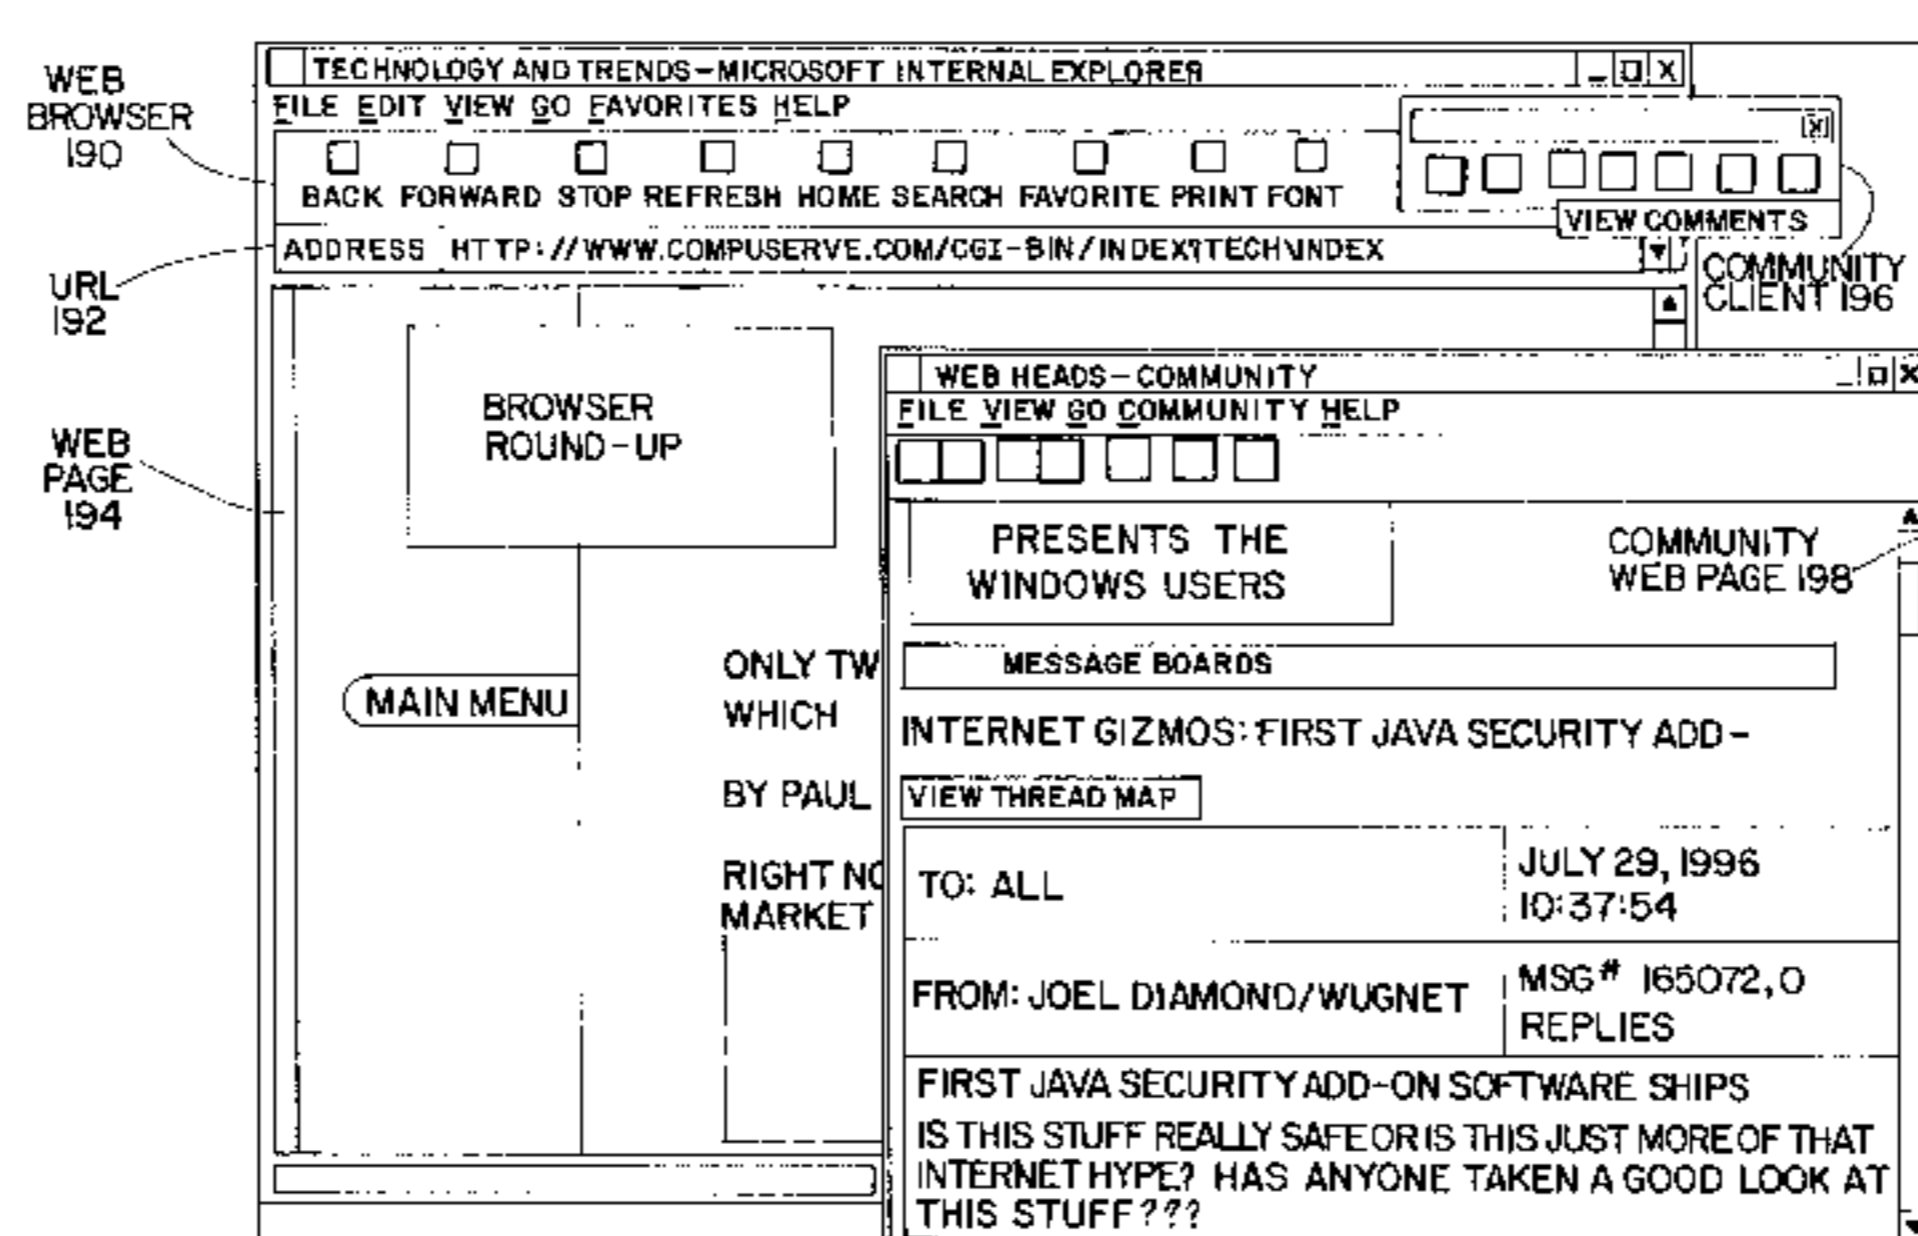 WEB
BROWSER
190
TECHNOLOGY AND TRENDS-MICROSOFT INTERNAL EXPLORER
FILE EDIT VIEW GO FAVORITES HELP
BACK FORWARD STOP REFRESH HOME SEARCH FAVORITE PRINT FONT
VIEW COMMENTS
ADDRESS HTTP://WWW.COMPUSERVE.COM/CGI-BIN/INDEX?TECH\INDEX
URL
192
COMMUNITY
CLIENT 196
WEB
PAGE
194
BROWSER
ROUND-UP
MAIN MENU
ONLY TW
WHICH
BY PAUL
RIGHT NO
MARKET
WEB HEADS-COMMUNITY
FILE VIEW GO COMMUNITY HELP
PRESENTS THE
WINDOWS USERS
COMMUNITY
WEB PAGE 198
MESSAGE BOARDS
INTERNET GIZMOS: FIRST JAVA SECURITY ADD-
VIEW THREAD MAP
TO: ALL
JULY 29, 1996
10:37:54
FROM: JOEL DIAMOND/WUGNET
MSG# 165072, 0
REPLIES
FIRST JAVA SECURITY ADD-ON SOFTWARE SHIPS
IS THIS STUFF REALLY SAFE OR IS THIS JUST MORE OF THAT
INTERNET HYPE? HAS ANYONE TAKEN A GOOD LOOK AT
THIS STUFF???